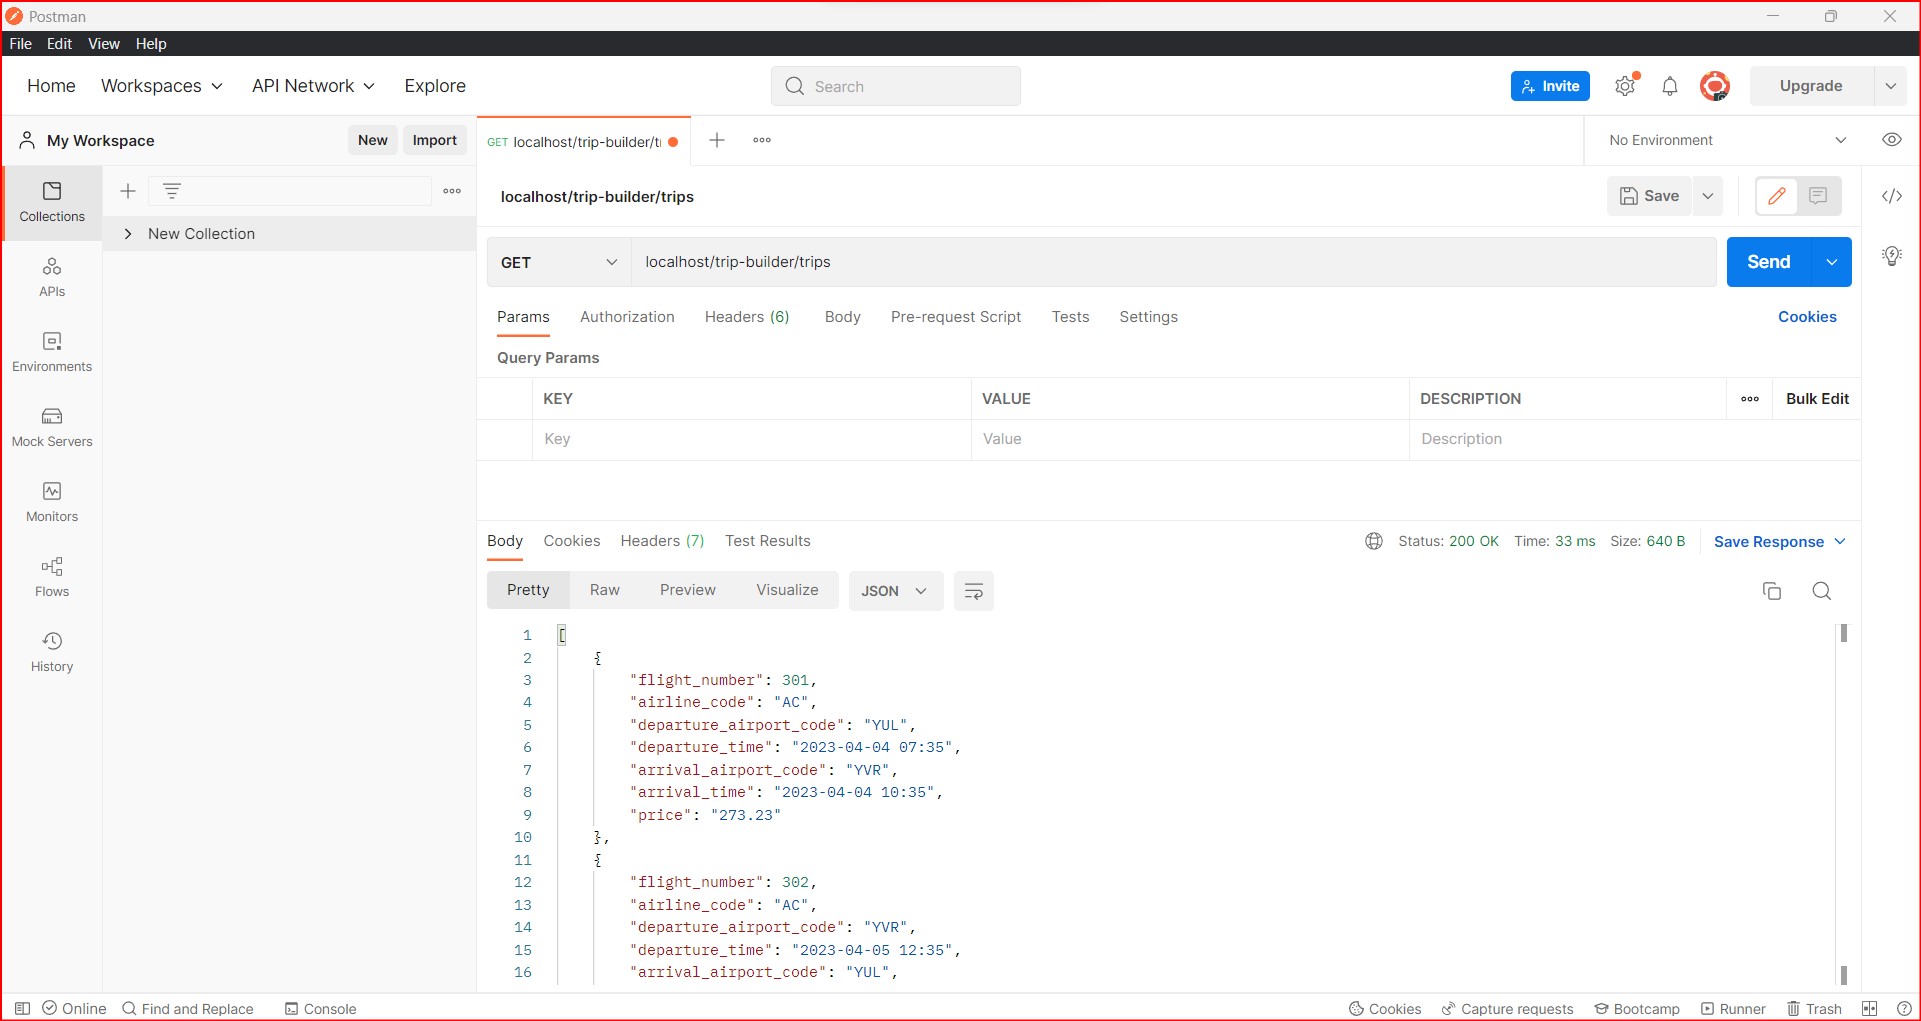 Postman
File Edit View Help
Home Workspaces API Network Explore Search Invite Upgrade
My Workspace New Import GET localhost/trip-builder/t No Environment
Collections
APIs
Environments
Mock Servers
Monitors
Flows
History
New Collection
localhost/trip-builder/trips Save
GET localhost/trip-builder/trips Send
Params Authorization Headers (6) Body Pre-request Script Tests Settings Cookies
Query Params
KEY VALUE DESCRIPTION Bulk Edit
Key Value Description
Body Cookies Headers (7) Test Results Status: 200 OK Time: 33 ms Size: 640 B Save Response
Pretty Raw Preview Visualize JSON
1 [
2 {
3 "flight_number": 301,
4 "airline_code": "AC",
5 "departure_airport_code": "YUL",
6 "departure_time": "2023-04-04 07:35",
7 "arrival_airport_code": "YVR",
8 "arrival_time": "2023-04-04 10:35",
9 "price": "273.23"
10 },
11 {
12 "flight_number": 302,
13 "airline_code": "AC",
14 "departure_airport_code": "YVR",
15 "departure_time": "2023-04-05 12:35",
16 "arrival_airport_code": "YUL",
Online Find and Replace Console Cookies Capture requests Bootcamp Runner Trash